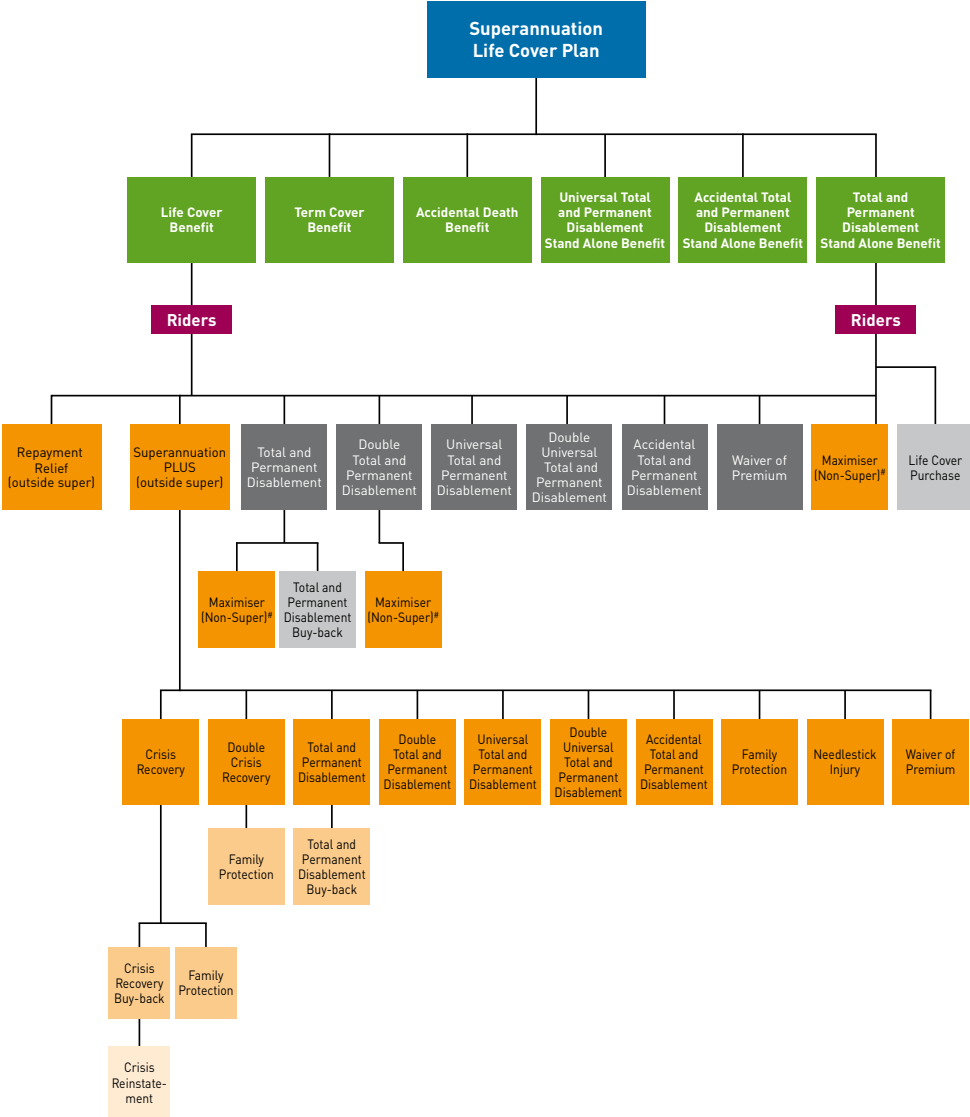 Superannuation
Life Cover Plan
Life Cover
Benefit
Term Cover
Benefit
Accidental Death
Benefit
Universal Total
and Permanent
Disablement
Stand Alone Benefit
Accidental Total
and Permanent
Disablement
Stand Alone Benefit
Total and
Permanent
Disablement
Stand Alone Benefit
Riders
Riders
Repayment
Relief
(outside super)
Superannuation
PLUS
(outside super)
Total and
Permanent
Disablement
Double
Total and
Permanent
Disablement
Universal
Total and
Permanent
Disablement
Double
Universal
Total and
Permanent
Disablement
Accidental
Total and
Permanent
Disablement
Waiver of
Premium
Maximiser
(Non-Super)#
Life Cover
Purchase
Maximiser
(Non-Super)#
Total and
Permanent
Disablement
Buy-back
Maximiser
(Non-Super)#
Crisis
Recovery
Double
Crisis
Recovery
Total and
Permanent
Disablement
Double
Total and
Permanent
Disablement
Universal
Total and
Permanent
Disablement
Double
Universal
Total and
Permanent
Disablement
Accidental
Total and
Permanent
Disablement
Family
Protection
Needlestick
Injury
Waiver of
Premium
Family
Protection
Total and
Permanent
Disablement
Buy-back
Crisis
Recovery
Buy-back
Family
Protection
Crisis
Reinstate-
ment